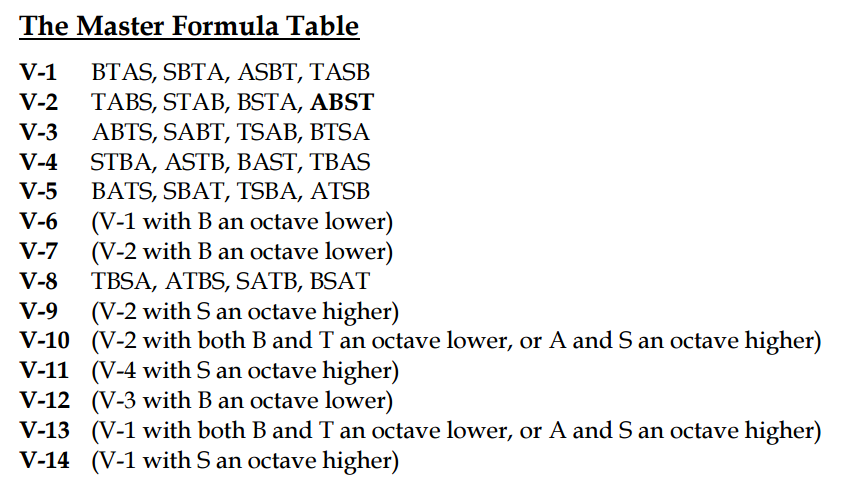 The Master Formula Table
V-1 BTAS, SBTA, ASBT, TASB
V-2 TABS, STAB, BSTA, ABST
V-3 ABTS, SABT, TSAB, BTSA
V-4 STBA, ASTB, BAST, TBAS
V-5 BATS, SBAT, TSBA, ATSB
V-6 (V-1 with B an octave lower)
V-7 (V-2 with B an octave lower)
V-8 TBSA, ATBS, SATB, BSAT
V-9 (V-2 with S an octave higher)
V-10 (V-2 with both B and T an octave lower, or A and S an octave higher)
V-11 (V-4 with S an octave higher)
V-12 (V-3 with B an octave lower)
V-13 (V-1 with both B and T an octave lower, or A and S an octave higher)
V-14 (V-1 with S an octave higher)